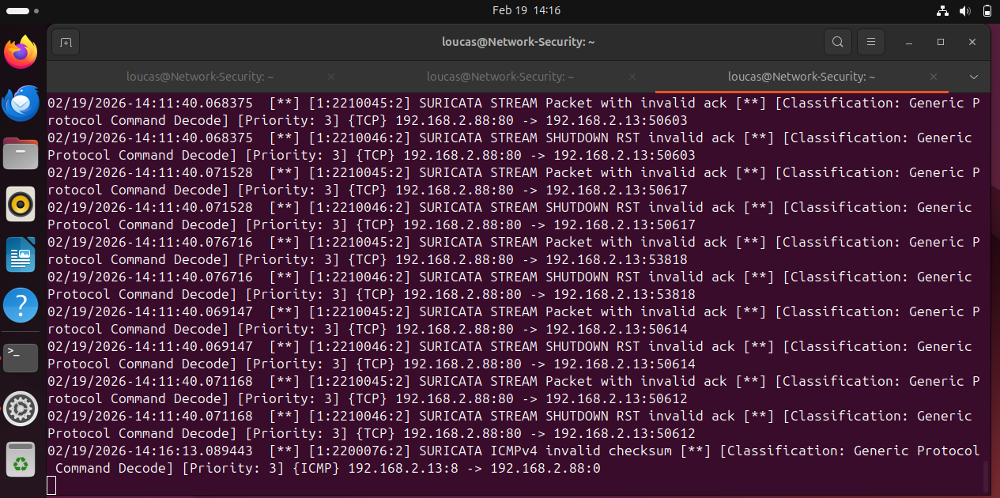 Feb 19 14:16
loucas@Network-Security: ~
loucas@Network-Security: ~
loucas@Network-Security: ~
loucas@Network-Security: ~
02/19/2026-14:11:40.068375  [**] [1:2210045:2] SURICATA STREAM Packet with invalid ack [**] [Classification: Generic P
rotocol Command Decode] [Priority: 3] {TCP} 192.168.2.88:80 -> 192.168.2.13:50603
02/19/2026-14:11:40.068375  [**] [1:2210046:2] SURICATA STREAM SHUTDOWN RST invalid ack [**] [Classification: Generic
Protocol Command Decode] [Priority: 3] {TCP} 192.168.2.88:80 -> 192.168.2.13:50603
02/19/2026-14:11:40.071528  [**] [1:2210045:2] SURICATA STREAM Packet with invalid ack [**] [Classification: Generic P
rotocol Command Decode] [Priority: 3] {TCP} 192.168.2.88:80 -> 192.168.2.13:50617
02/19/2026-14:11:40.071528  [**] [1:2210046:2] SURICATA STREAM SHUTDOWN RST invalid ack [**] [Classification: Generic
Protocol Command Decode] [Priority: 3] {TCP} 192.168.2.88:80 -> 192.168.2.13:50617
02/19/2026-14:11:40.076716  [**] [1:2210045:2] SURICATA STREAM Packet with invalid ack [**] [Classification: Generic P
rotocol Command Decode] [Priority: 3] {TCP} 192.168.2.88:80 -> 192.168.2.13:53818
02/19/2026-14:11:40.076716  [**] [1:2210046:2] SURICATA STREAM SHUTDOWN RST invalid ack [**] [Classification: Generic
Protocol Command Decode] [Priority: 3] {TCP} 192.168.2.88:80 -> 192.168.2.13:53818
02/19/2026-14:11:40.069147  [**] [1:2210045:2] SURICATA STREAM Packet with invalid ack [**] [Classification: Generic P
rotocol Command Decode] [Priority: 3] {TCP} 192.168.2.88:80 -> 192.168.2.13:50614
02/19/2026-14:11:40.069147  [**] [1:2210046:2] SURICATA STREAM SHUTDOWN RST invalid ack [**] [Classification: Generic
Protocol Command Decode] [Priority: 3] {TCP} 192.168.2.88:80 -> 192.168.2.13:50614
02/19/2026-14:11:40.071168  [**] [1:2210045:2] SURICATA STREAM Packet with invalid ack [**] [Classification: Generic P
rotocol Command Decode] [Priority: 3] {TCP} 192.168.2.88:80 -> 192.168.2.13:50612
02/19/2026-14:11:40.071168  [**] [1:2210046:2] SURICATA STREAM SHUTDOWN RST invalid ack [**] [Classification: Generic
Protocol Command Decode] [Priority: 3] {TCP} 192.168.2.88:80 -> 192.168.2.13:50612
02/19/2026-14:16:13.089443  [**] [1:2200076:2] SURICATA ICMPv4 invalid checksum [**] [Classification: Generic Protocol
 Command Decode] [Priority: 3] {ICMP} 192.168.2.13:8 -> 192.168.2.88:0